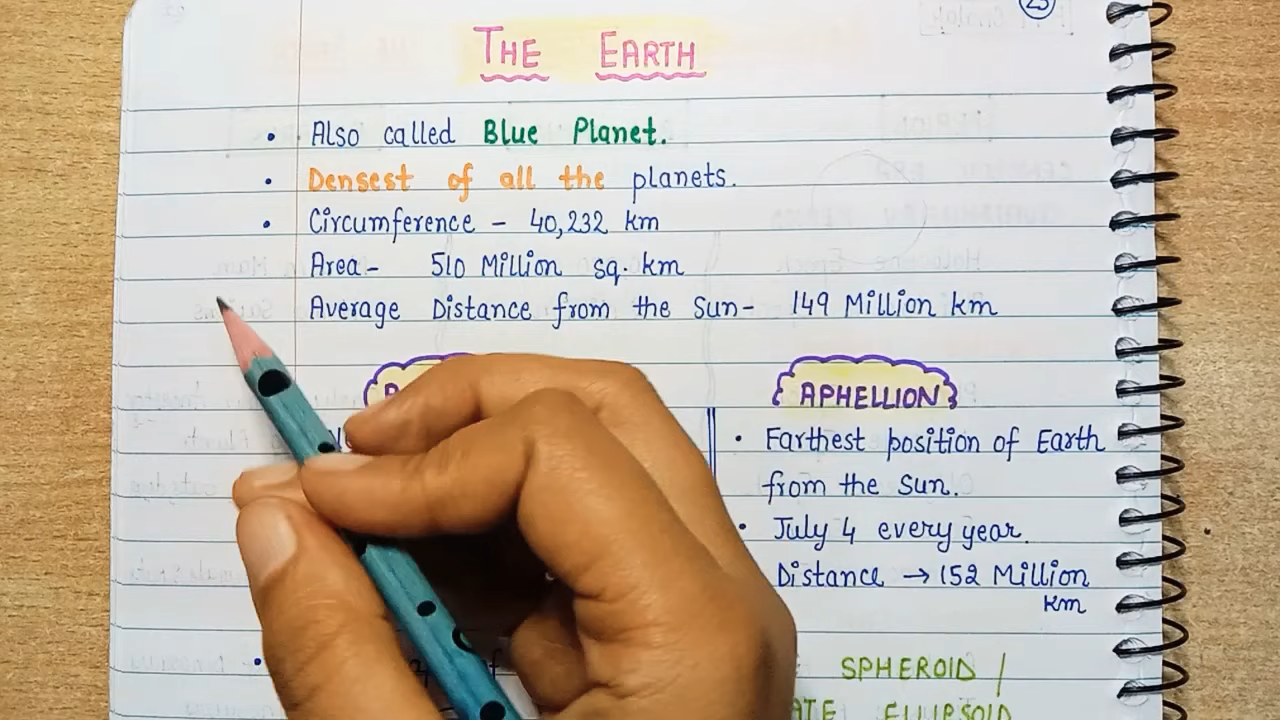 23
THE EARTH
• Also called Blue Planet.
• Densest of all the planets.
• Circumference - 40,232 km
Area- 510 Million sq. km
Average Distance from the Sun- 149 Million km
APHELLION
• Farthest position of Earth
from the Sun.
• July 4 every year.
Distance → 152 Million
km
SPHEROID /
ELLIPSOID